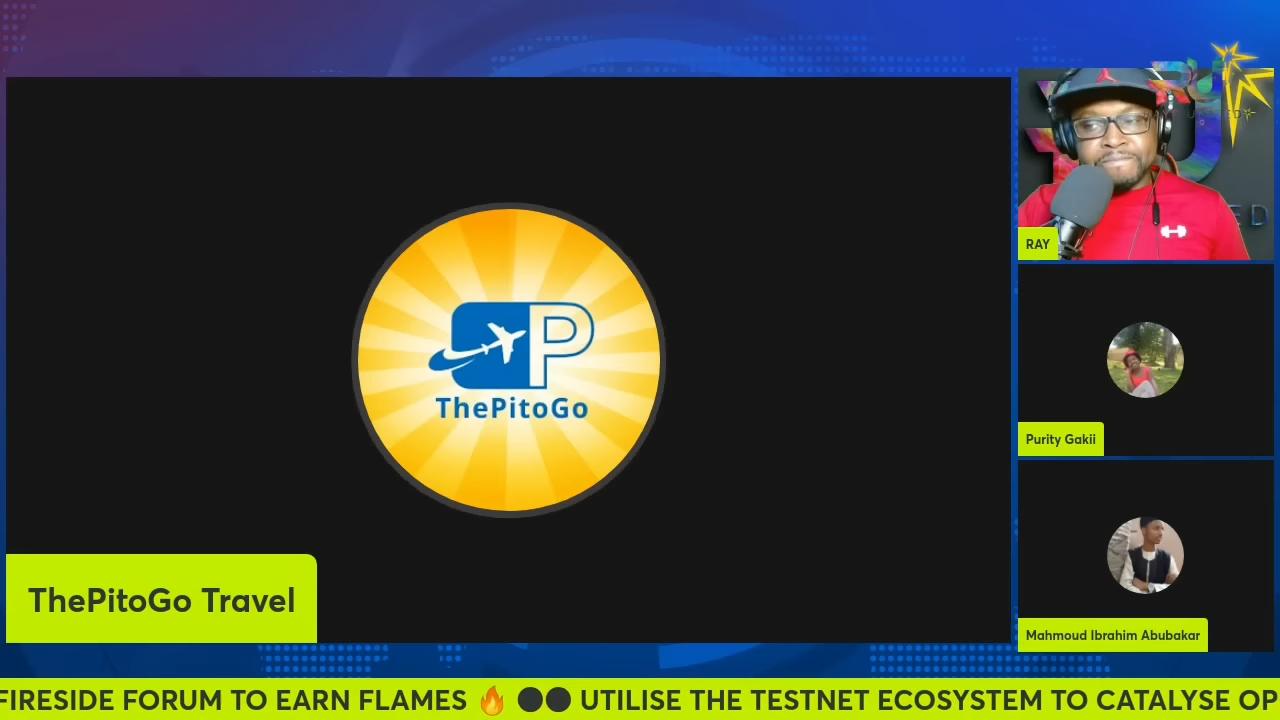 ThePitoGo
ThePitoGo Travel
RAY
Purity Gakii
Mahmoud Ibrahim Abubakar
FIRESIDE FORUM TO EARN FLAMES 🔥 ⚫⚫ UTILISE THE TESTNET ECOSYSTEM TO CATALYSE OP